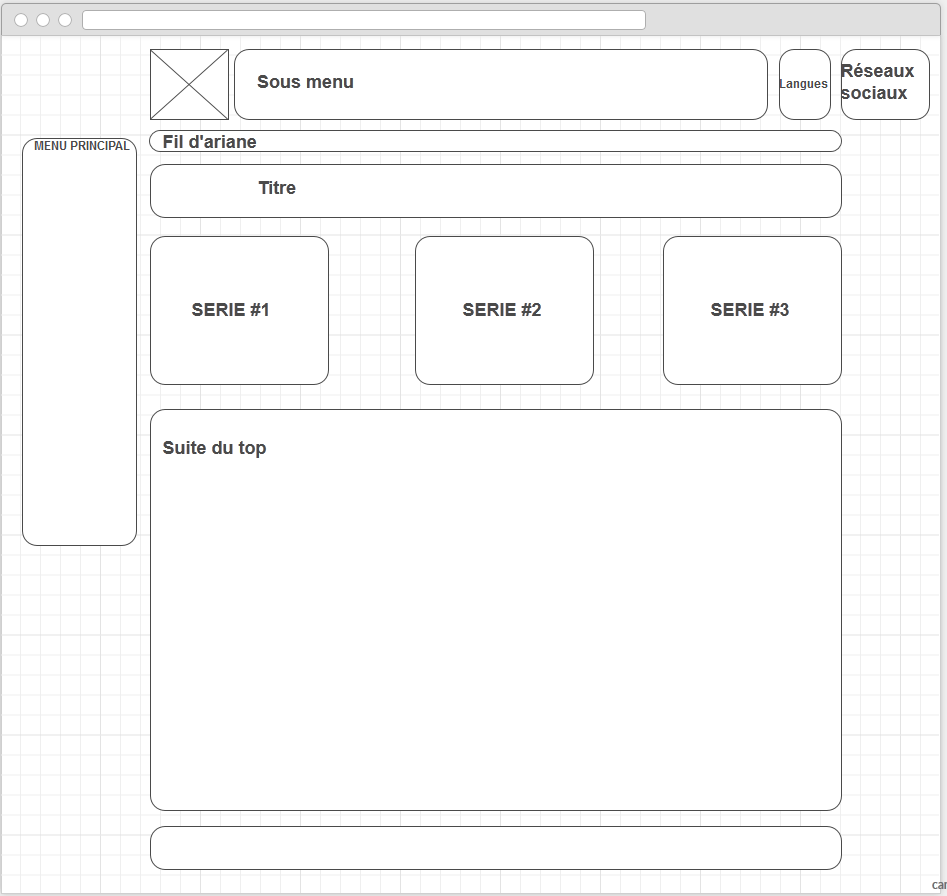 Sous menu
Langues
Réseaux
sociaux
MENU PRINCIPAL
Fil d'ariane
Titre
SERIE #1
SERIE #2
SERIE #3
Suite du top